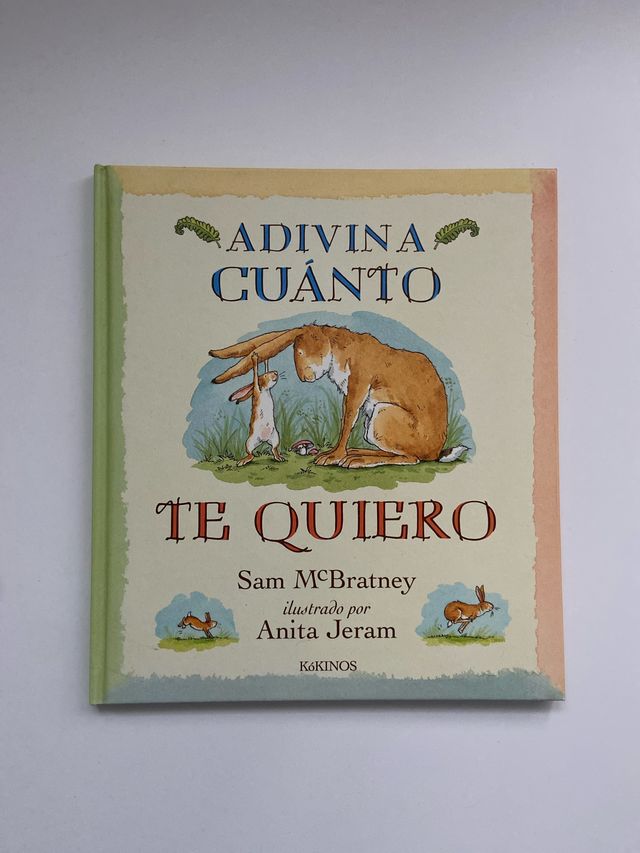 ADIVINA
CUÁNTO
TE QUIERO
Sam McBratney
ilustrado por
Anita Jeram
KóKINOS